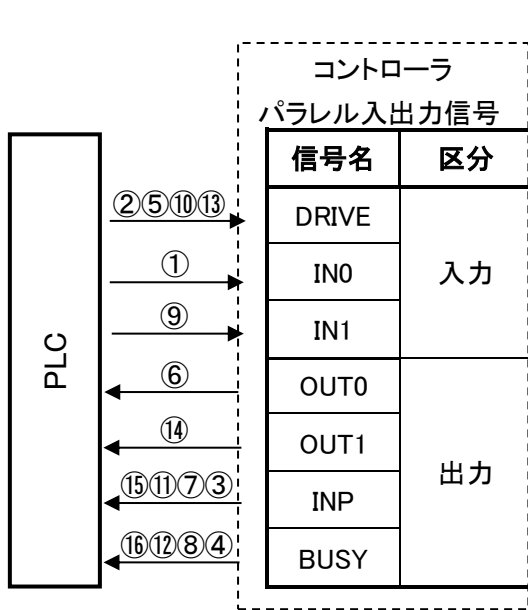 コントローラ
パラレル入出力信号
信号名 区分
②⑤⑩⑬ DRIVE
① IN0 入力
⑨ IN1
PLC
⑥ OUT0
⑭ OUT1
出力
⑮⑪⑦③ INP
⑯⑫⑧④ BUSY